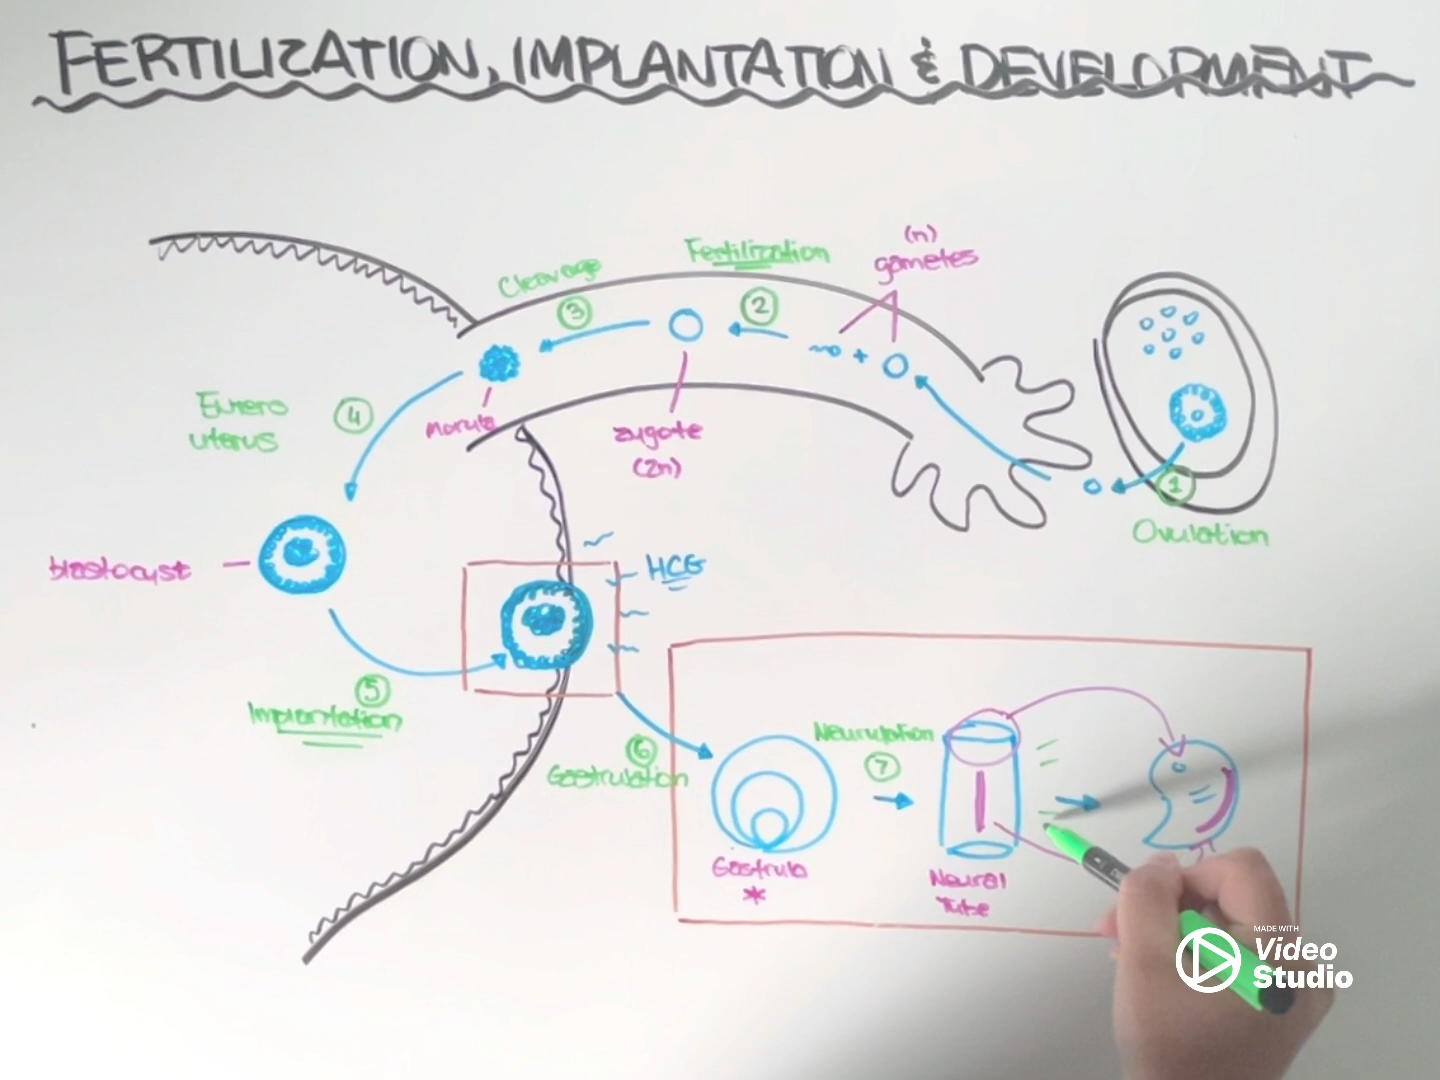 FERTILIZATION, IMPLANTATION & DEVELOPMENT
(n)
gametes
Fertilization
2
Cleavage
3
morula
zygote
(2n)
4
uterus
1
Ovulation
blastocyst
HCG
5
Implantation
6
Gastrulation
Neurulation
7
Gastrula
*
Neural
Tube
MADE WITH
Video
Studio